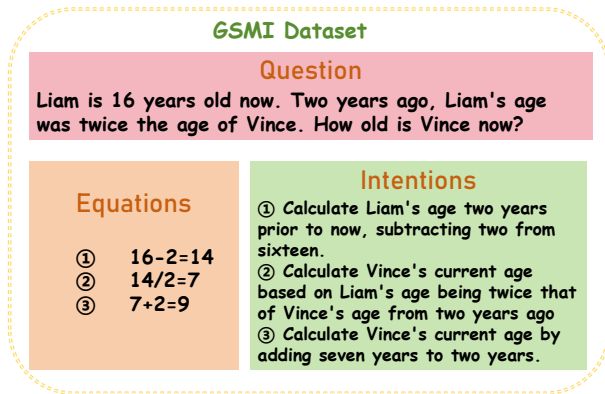 GSMI Dataset
Question
Liam is 16 years old now. Two years ago, Liam's age
was twice the age of Vince. How old is Vince now?
Equations
① 16-2=14
② 14/2=7
③ 7+2=9
Intentions
① Calculate Liam's age two years
prior to now, subtracting two from
sixteen.
② Calculate Vince's current age
based on Liam's age being twice that
of Vince's age from two years ago
③ Calculate Vince's current age by
adding seven years to two years.